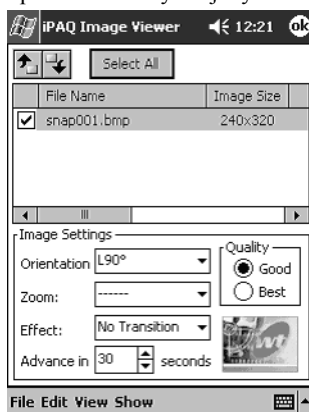 iPAQ Image Viewer 12:21 ok
Select All
File Name Image Size
snap001.bmp 240x320
Image Settings
Orientation L90°
Zoom: ------
Effect: No Transition
Advance in 30 seconds
Quality
Good
Best
File Edit View Show